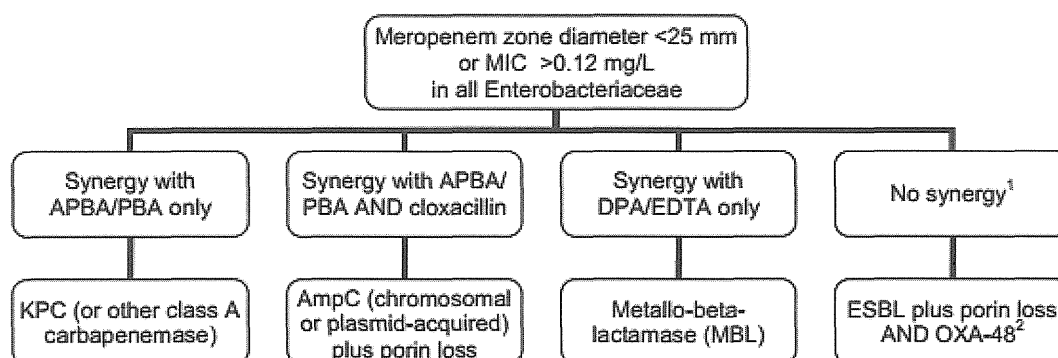 Meropenem zone diameter <25 mm
or MIC >0.12 mg/L
in all Enterobacteriaceae
Synergy with
APBA/PBA only
Synergy with APBA/
PBA AND cloxacillin
Synergy with
DPA/EDTA only
No synergy¹
KPC (or other class A
carbapenemase)
AmpC (chromosomal
or plasmid-acquired)
plus porin loss
Metallo-beta-
lactamase (MBL)
ESBL plus porin loss
AND OXA-48²